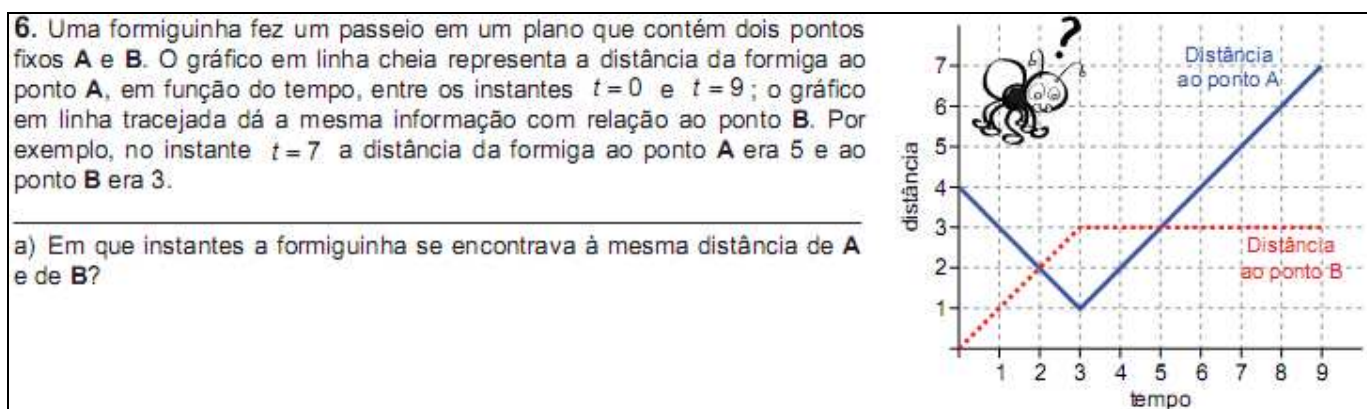 6. Uma formiguinha fez um passeio em um plano que contém dois pontos
fixos A e B. O gráfico em linha cheia representa a distância da formiga ao
ponto A, em função do tempo, entre os instantes t = 0 e t = 9; o gráfico
em linha tracejada dá a mesma informação com relação ao ponto B. Por
exemplo, no instante t = 7 a distância da formiga ao ponto A era 5 e ao
ponto B era 3.
a) Em que instantes a formiguinha se encontrava à mesma distância de A
e de B?
?
Distância
ao ponto A
7
6
5
4
3
2
1
distância
Distância
ao ponto B
1 2 3 4 5 6 7 8 9
tempo